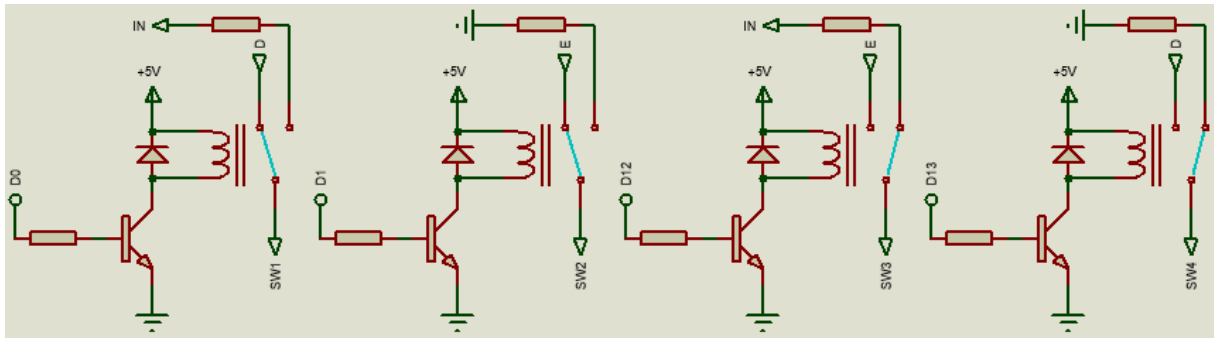 IN
D
+5V
D0
SW1
E
+5V
D1
SW2
IN
E
+5V
D12
SW3
D
+5V
D13
SW4